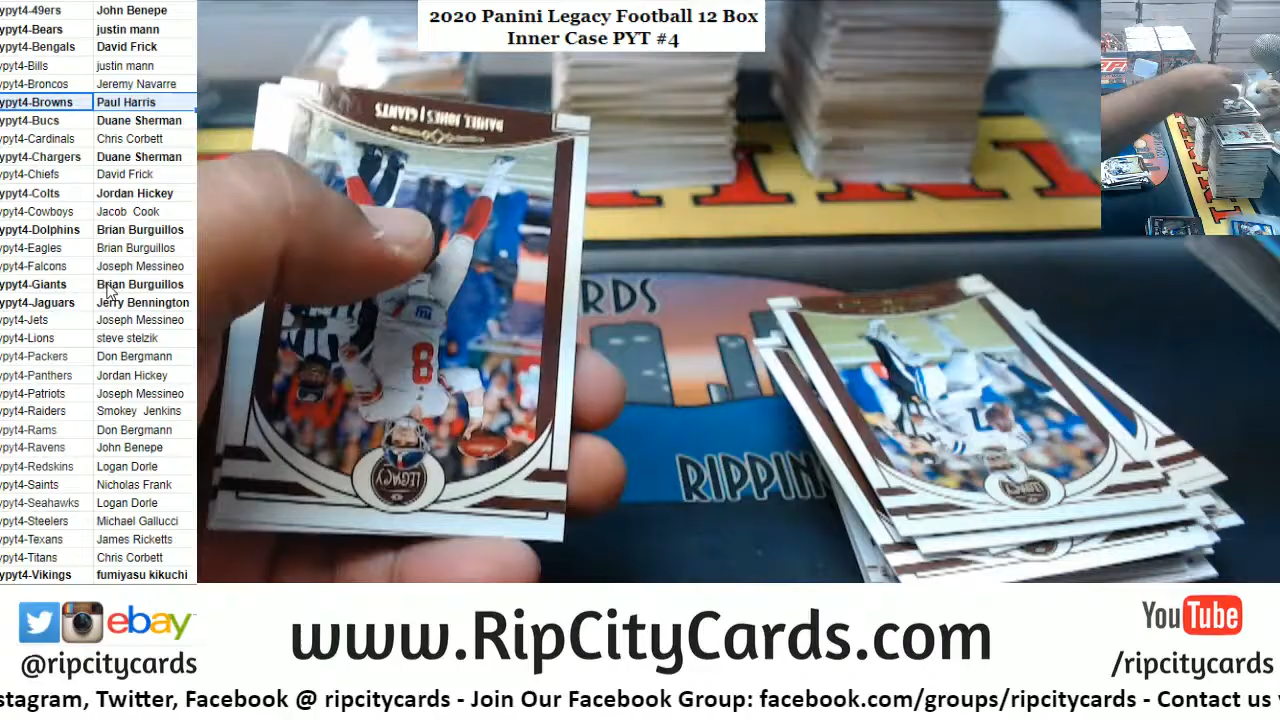 2020 Panini Legacy Football 12 Box
Inner Case PYT #4
ypyt4-49ers John Benepe
ypyt4-Bears justin mann
ypyt4-Bengals David Frick
ypyt4-Bills justin mann
ypyt4-Broncos Jeremy Navarre
ypyt4-Browns Paul Harris
ypyt4-Bucs Duane Sherman
ypyt4-Cardinals Chris Corbett
ypyt4-Chargers Duane Sherman
ypyt4-Chiefs David Frick
ypyt4-Colts Jordan Hickey
ypyt4-Cowboys Jacob Cook
ypyt4-Dolphins Brian Burguillos
ypyt4-Eagles Brian Burguillos
ypyt4-Falcons Joseph Messineo
ypyt4-Giants Brian Burguillos
ypyt4-Jaguars Jerry Bennington
ypyt4-Jets Joseph Messineo
ypyt4-Lions steve stelzik
ypyt4-Packers Don Bergmann
ypyt4-Panthers Jordan Hickey
ypyt4-Patriots Joseph Messineo
ypyt4-Raiders Smokey Jenkins
ypyt4-Rams Don Bergmann
ypyt4-Ravens John Benepe
ypyt4-Redskins Logan Dorle
ypyt4-Saints Nicholas Frank
ypyt4-Seahawks Logan Dorle
ypyt4-Steelers Michael Gallucci
ypyt4-Texans James Ricketts
ypyt4-Titans Chris Corbett
ypyt4-Vikings fumiyasu kikuchi
DANIEL JONES | GIANTS
8
LEGACY
RDS
RIPPIN
LEGACY
ebay
@ripcitycards
www.RipCityCards.com
YouTube
/ripcitycards
stagram, Twitter, Facebook @ ripcitycards - Join Our Facebook Group: facebook.com/groups/ripcitycards - Contact us